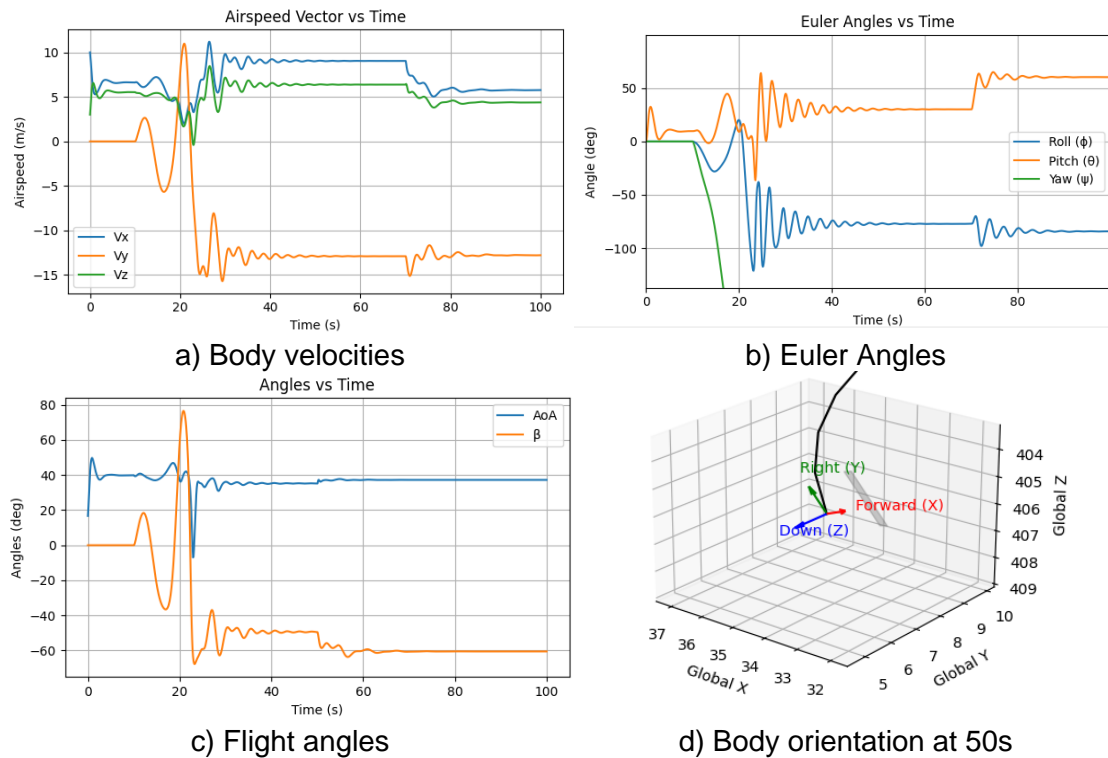 Airspeed Vector vs Time
Airspeed (m/s)
10
5
0
−5
−10
−15
Vx
Vy
Vz
0 20 40 60 80 100
Time (s)
a) Body velocities
Euler Angles vs Time
Angle (deg)
50
0
−50
−100
Roll (ϕ)
Pitch (θ)
Yaw (ψ)
0 20 40 60 80
Time (s)
b) Euler Angles
Angles vs Time
Angles (deg)
80
60
40
20
0
−20
−40
−60
AoA
β
0 20 40 60 80 100
Time (s)
c) Flight angles
Right (Y)
Forward (X)
Down (Z)
404
405
406
407
408
409
Global Z
37 36 35 34 33 32
Global X
5 6 7 8 9 10
Global Y
d) Body orientation at 50s